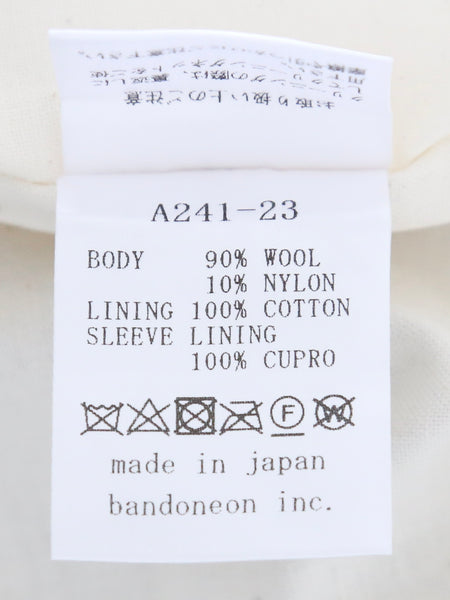 お取り扱い上のご注意
A241-23
BODY 90% WOOL
10% NYLON
LINING 100% COTTON
SLEEVE LINING
100% CUPRO
F W
made in japan
bandoneon inc.